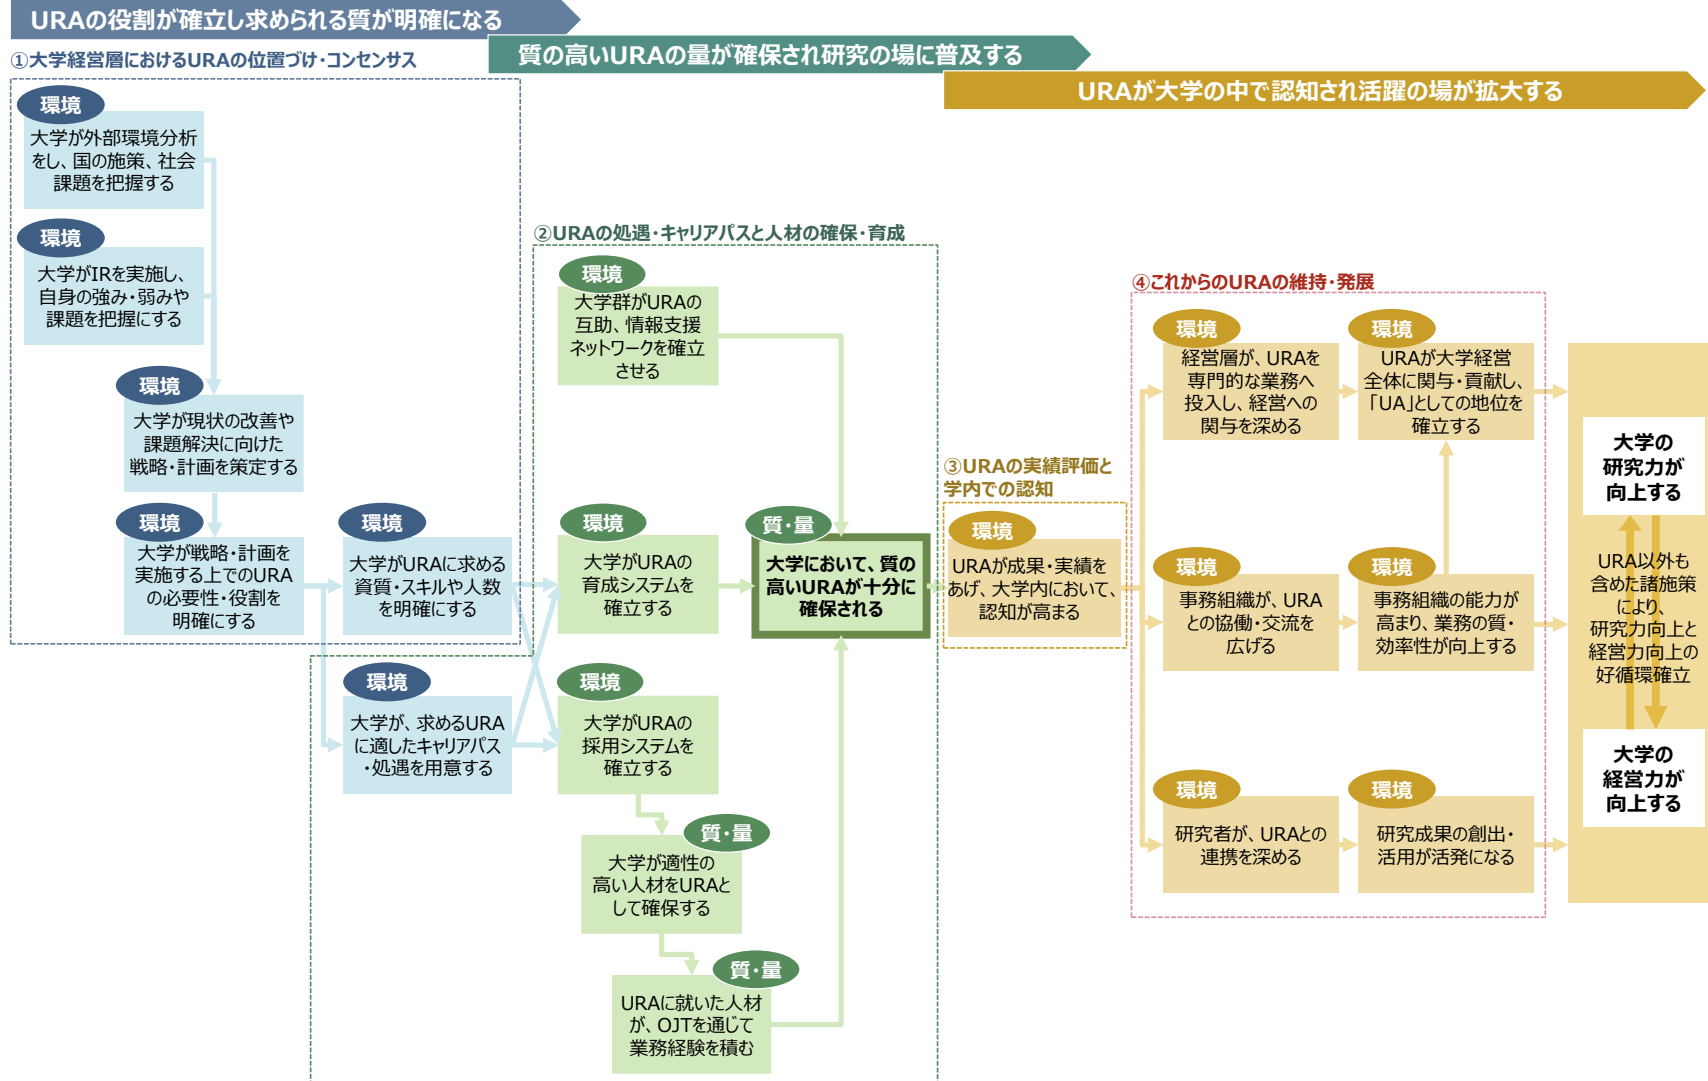 URAの役割が確立し求められる質が明確になる
質の高いURAの量が確保され研究の場に普及する
URAが大学の中で認知され活躍の場が拡大する
①大学経営層におけるURAの位置づけ・コンセンサス
環境
大学が外部環境分析
をし、国の施策、社会
課題を把握する
環境
大学がIRを実施し、
自身の強み・弱みや
課題を把握にする
環境
大学が現状の改善や
課題解決に向けた
戦略・計画を策定する
環境
大学が戦略・計画を
実施する上でのURA
の必要性・役割を
明確にする
環境
大学がURAに求める
資質・スキルや人数
を明確にする
環境
大学が、求めるURA
に適したキャリアパス
・処遇を用意する
②URAの処遇・キャリアパスと人材の確保・育成
環境
大学群がURAの
互助、情報支援
ネットワークを確立
させる
環境
大学がURAの
育成システムを
確立する
環境
大学がURAの
採用システムを
確立する
質・量
大学が適性の
高い人材をURAと
して確保する
質・量
URAに就いた人材
が、OJTを通じて
業務経験を積む
質・量
大学において、質の
高いURAが十分に
確保される
③URAの実績評価と
学内での認知
環境
URAが成果・実績を
あげ、大学内において、
認知が高まる
④これからのURAの維持・発展
環境
経営層が、URAを
専門的な業務へ
投入し、経営への
関与を深める
環境
URAが大学経営
全体に関与・貢献し、
「UA」としての地位を
確立する
環境
事務組織が、URA
との協働・交流を
広げる
環境
事務組織の能力が
高まり、業務の質・
効率性が向上する
環境
研究者が、URAとの
連携を深める
環境
研究成果の創出・
活用が活発になる
大学の
研究力が
向上する
URA以外も
含めた諸施策
により、
研究力向上と
経営力向上の
好循環確立
大学の
経営力が
向上する